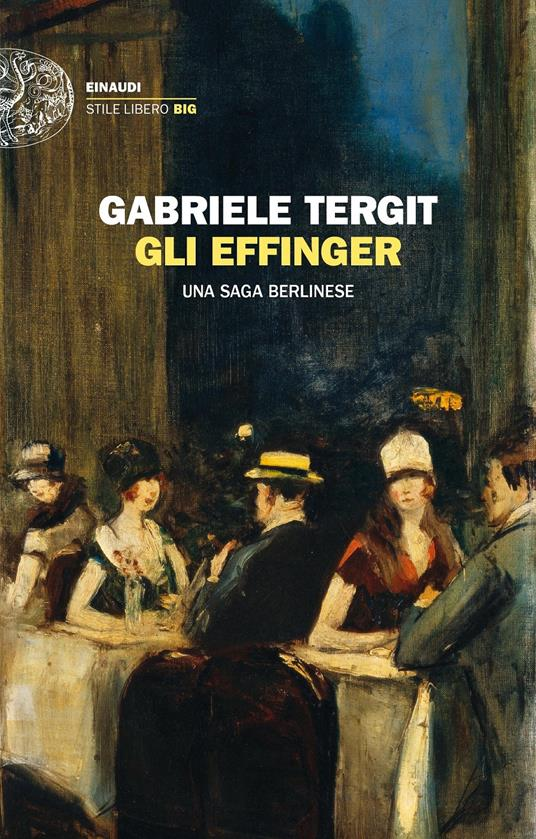 EINAUDI
STILE LIBERO BIG
GABRIELE TERGIT
GLI EFFINGER
UNA SAGA BERLINESE